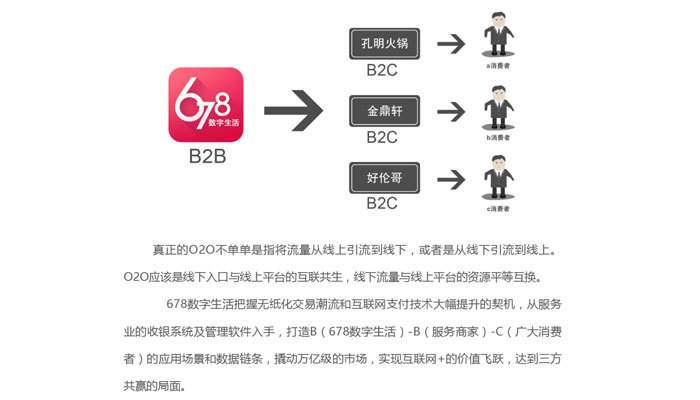 678
数字生活
B2B
孔明火锅
B2C
a消费者
金鼎轩
B2C
b消费者
好伦哥
B2C
c消费者
真正的O2O不单单是指将流量从线上引流到线下，或者是从线下引流到线上。
O2O应该是线下入口与线上平台的互联共生，线下流量与线上平台的资源平等互换。
678数字生活把握无纸化交易潮流和互联网支付技术大幅提升的契机，从服务
业的收银系统及管理软件入手，打造B（678数字生活）-B（服务商家）-C（广大消费
者）的应用场景和数据链条，撬动万亿级的市场，实现互联网+的价值飞跃，达到三方
共赢的局面。